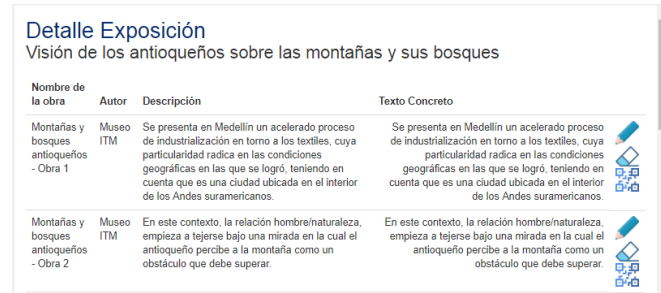 Detalle Exposición
Visión de los antioqueños sobre las montañas y sus bosques
Nombre de
la obra Autor Descripción Texto Concreto
Montañas y
bosques
antioqueños
- Obra 1
Museo
ITM
Se presenta en Medellín un acelerado proceso
de industrialización en torno a los textiles, cuya
particularidad radica en las condiciones
geográficas en las que se logró, teniendo en
cuenta que es una ciudad ubicada en el interior
de los Andes suramericanos.
Se presenta en Medellín un acelerado proceso
de industrialización en torno a los textiles, cuya
particularidad radica en las condiciones
geográficas en las que se logró, teniendo en
cuenta que es una ciudad ubicada en el interior
de los Andes suramericanos.
Montañas y
bosques
antioqueños
- Obra 2
Museo
ITM
En este contexto, la relación hombre/naturaleza,
empieza a tejerse bajo una mirada en la cual el
antioqueño percibe a la montaña como un
obstáculo que debe superar.
En este contexto, la relación hombre/naturaleza,
empieza a tejerse bajo una mirada en la cual el
antioqueño percibe a la montaña como un
obstáculo que debe superar.